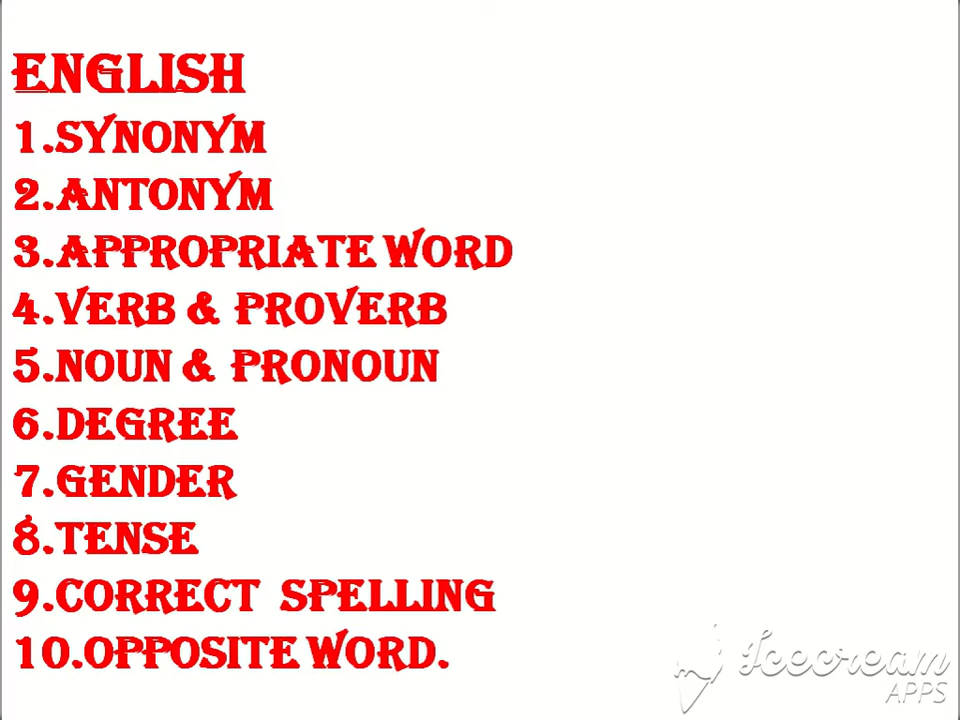 ENGLISH
1.SYNONYM
2.ANTONYM
3.APPROPRIATE WORD
4.VERB & PROVERB
5.NOUN & PRONOUN
6.DEGREE
7.GENDER
8.TENSE
9.CORRECT SPELLING
10.OPPOSITE WORD.
Icecream
APPS